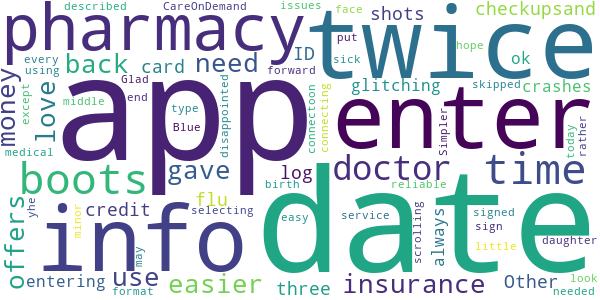 described CareOnDemand issues face shots checkupsand
pharmacy twice
every using back card need ID put sick hope ok
forward skipped
money except love app enter glitching crashes
middle Glad end type Blue disappointed connectoon connecting Simpler rather today
medical gave log doctor time
boots flu birth reliable
offers yhe info date
minor credit selecting easy service signed sign
may always scrollling little daughter
entering use easier three insurance Other look
format needed